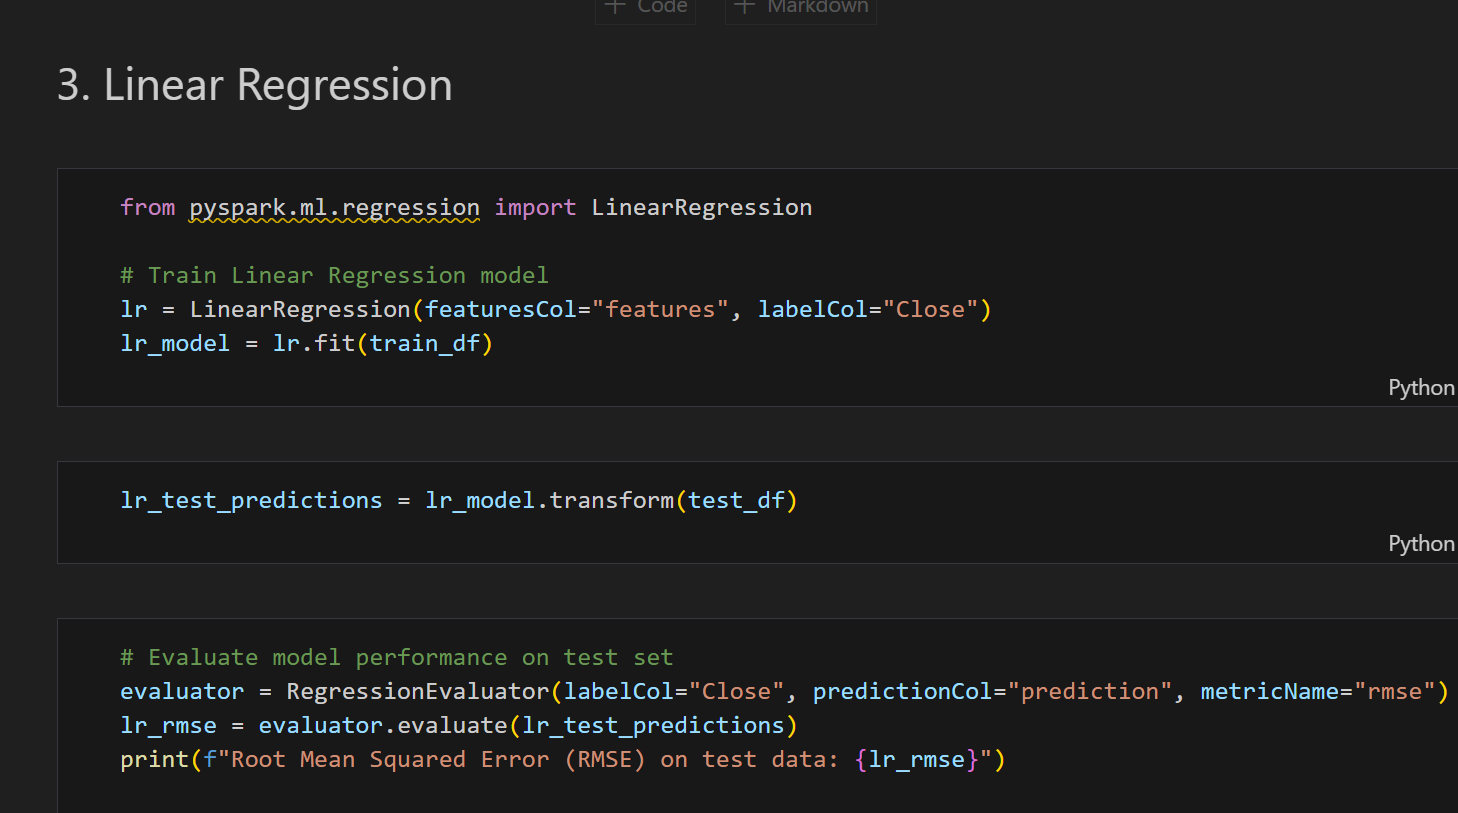 + Code + Markdown
3. Linear Regression
from pyspark.ml.regression import LinearRegression
# Train Linear Regression model
lr = LinearRegression(featuresCol="features", labelCol="Close")
lr_model = lr.fit(train_df)
Python
lr_test_predictions = lr_model.transform(test_df)
Python
# Evaluate model performance on test set
evaluator = RegressionEvaluator(labelCol="Close", predictionCol="prediction", metricName="rmse")
lr_rmse = evaluator.evaluate(lr_test_predictions)
print(f"Root Mean Squared Error (RMSE) on test data: {lr_rmse}")